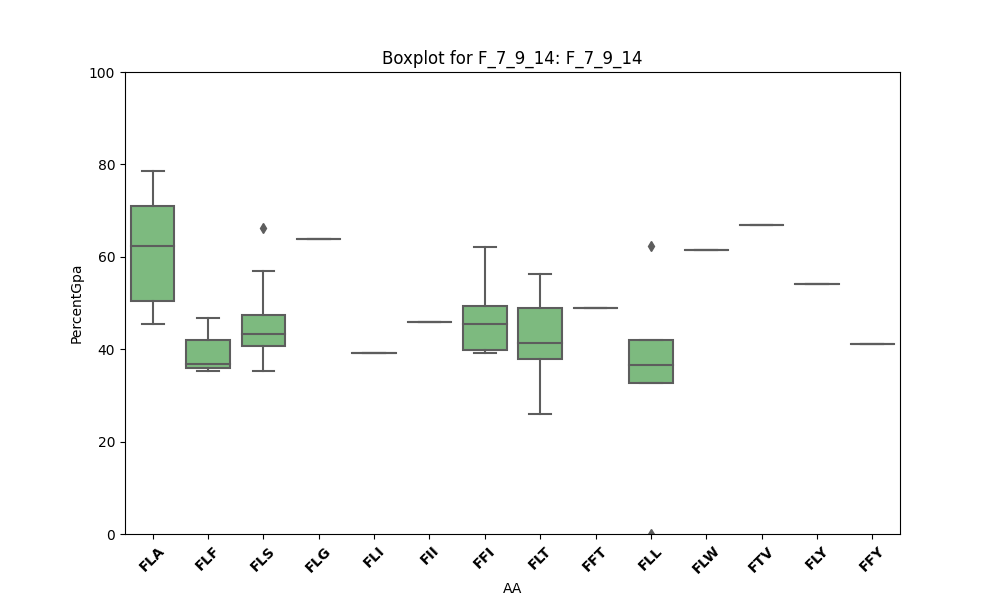 Boxplot for F_7_9_14: F_7_9_14
100
80
60
40
20
0
PercentGpa
FLA FLF FLS FLG FLI FII FFI FLT FFT FLL FLW FTV FLY FFY
AA